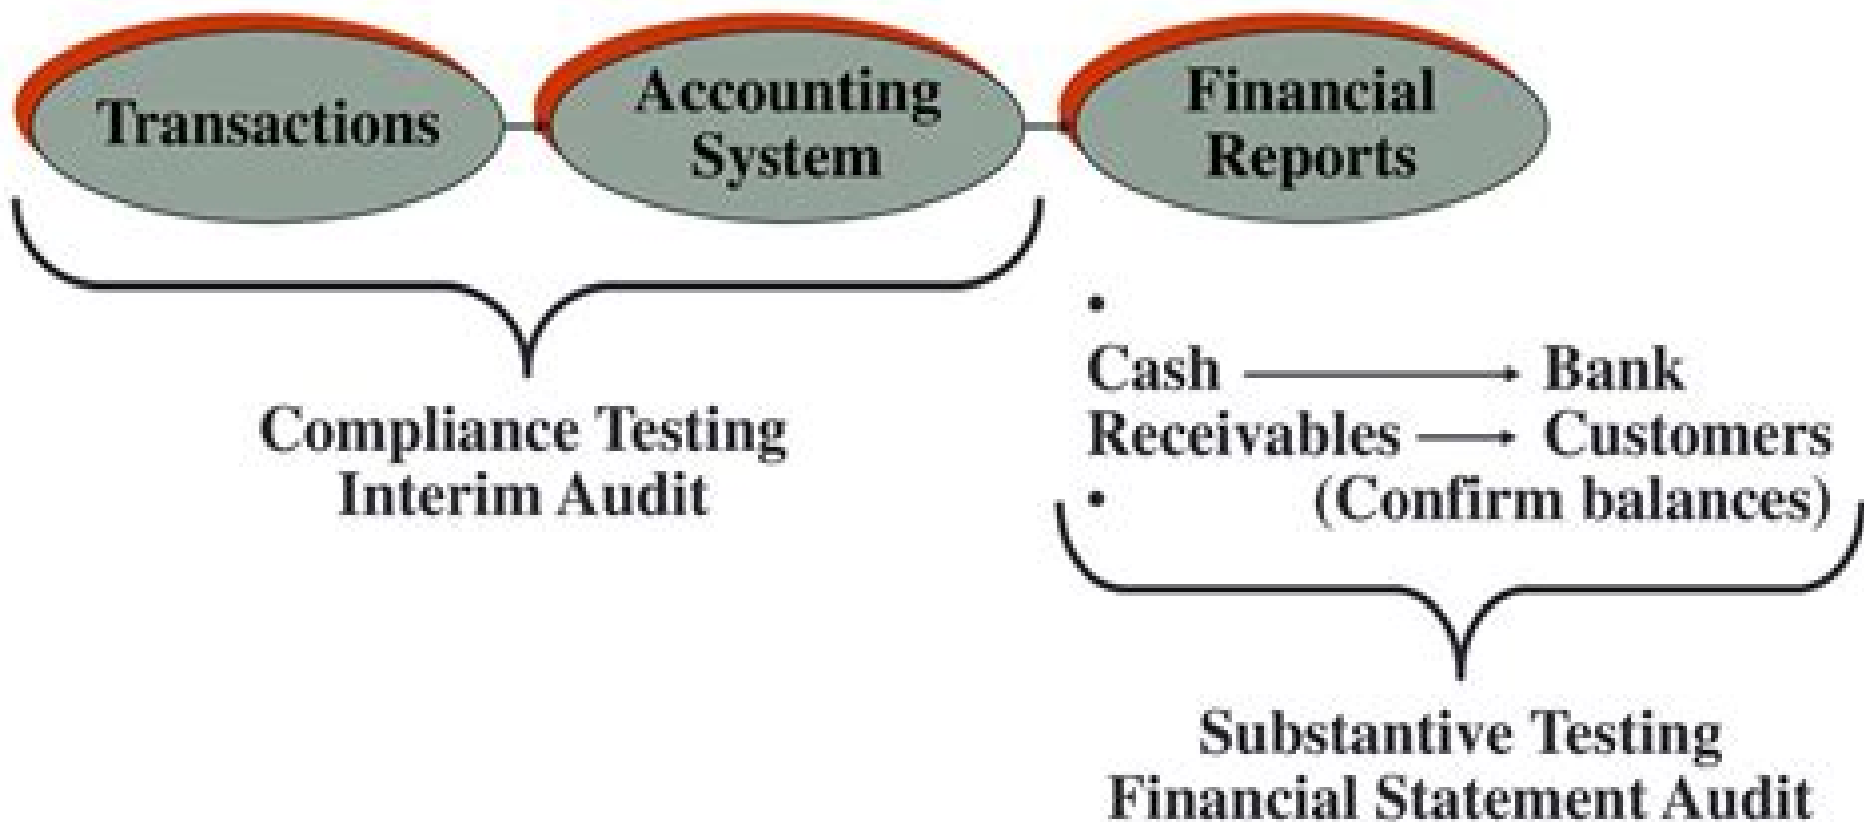 Transactions
Accounting
System
Financial
Reports
Compliance Testing
Interim Audit
•
Cash → Bank
Receivables → Customers
• (Confirm balances)
Substantive Testing
Financial Statement Audit